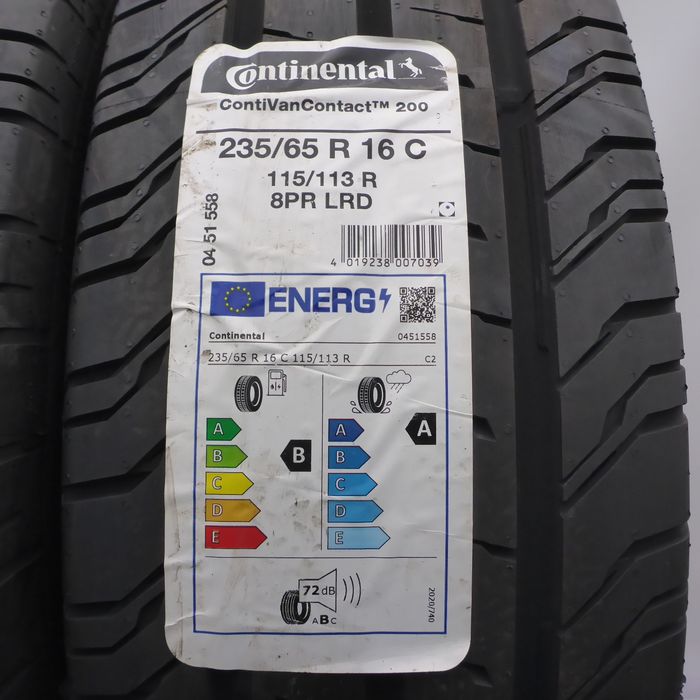 Continental
ContiVanContact™ 200
235/65 R 16 C
115/113 R
8PR LRD
04 51 558
4 019238 007039
ENERG
Continental 0451558
235/65 R 16 C 115/113 R C2
A
B
C
D
E
B
A
B
C
D
E
A
72 dB
ABC
2020/740